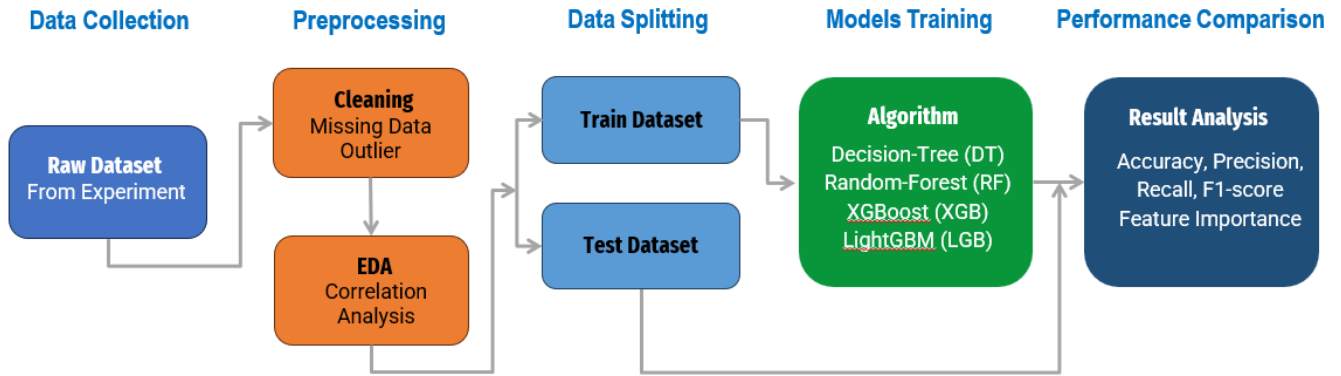 Data Collection
Preprocessing
Data Splitting
Models Training
Performance Comparison
Raw Dataset
From Experiment
Cleaning
Missing Data
Outlier
EDA
Correlation
Analysis
Train Dataset
Test Dataset
Algorithm
Decision-Tree (DT)
Random-Forest (RF)
XGBoost (XGB)
LightGBM (LGB)
Result Analysis
Accuracy, Precision,
Recall, F1-score
Feature Importance